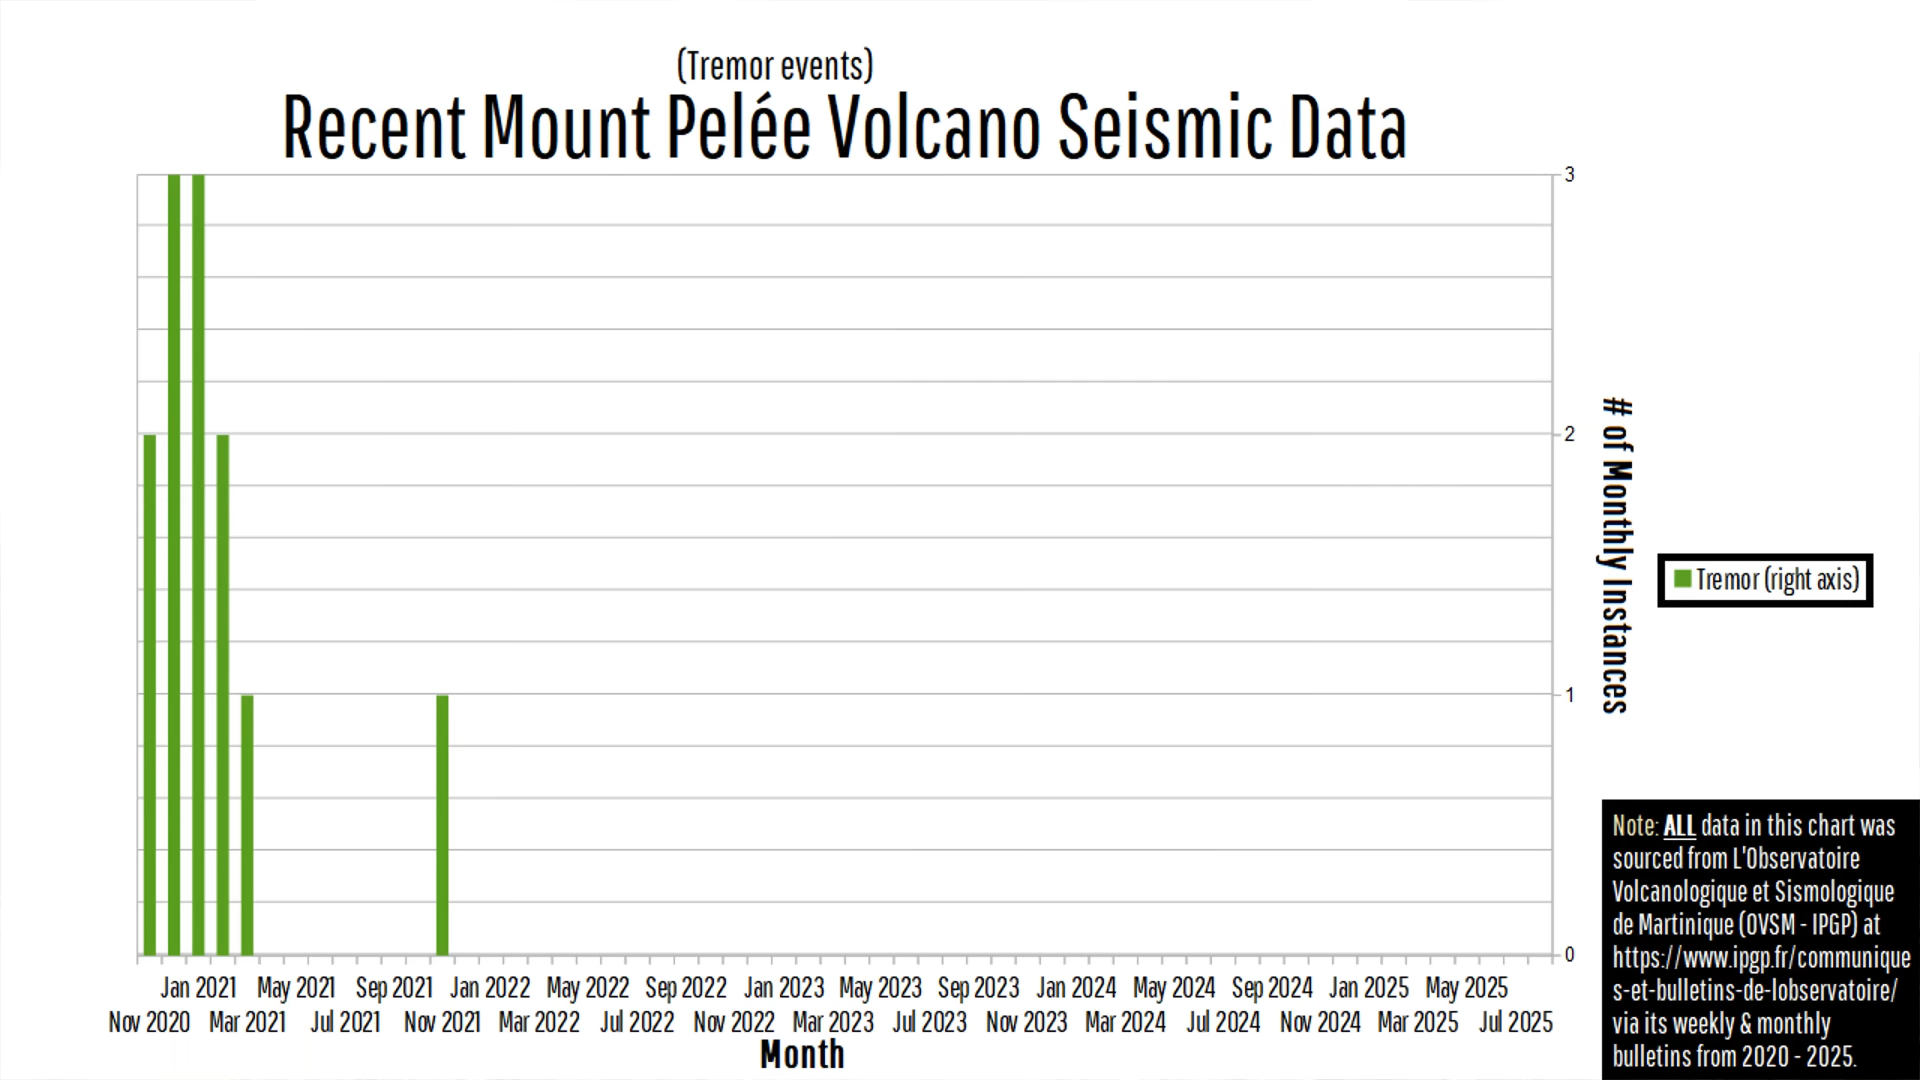 (Tremor events)
Recent Mount Pelée Volcano Seismic Data
3
2
1
0
# of Monthly Instances
Tremor (right axis)
Jan 2021 May 2021 Sep 2021 Jan 2022 May 2022 Sep 2022 Jan 2023 May 2023 Sep 2023 Jan 2024 May 2024 Sep 2024 Jan 2025 May 2025
Nov 2020 Mar 2021 Jul 2021 Nov 2021 Mar 2022 Jul 2022 Nov 2022 Mar 2023 Jul 2023 Nov 2023 Mar 2024 Jul 2024 Nov 2024 Mar 2025 Jul 2025
Month
Note: ALL data in this chart was
sourced from L'Observatoire
Volcanologique et Sismologique
de Martinique (OVSM - IPGP) at
https://www.ipgp.fr/communique
s-et-bulletins-de-lobservatoire/
via its weekly & monthly
bulletins from 2020 - 2025.